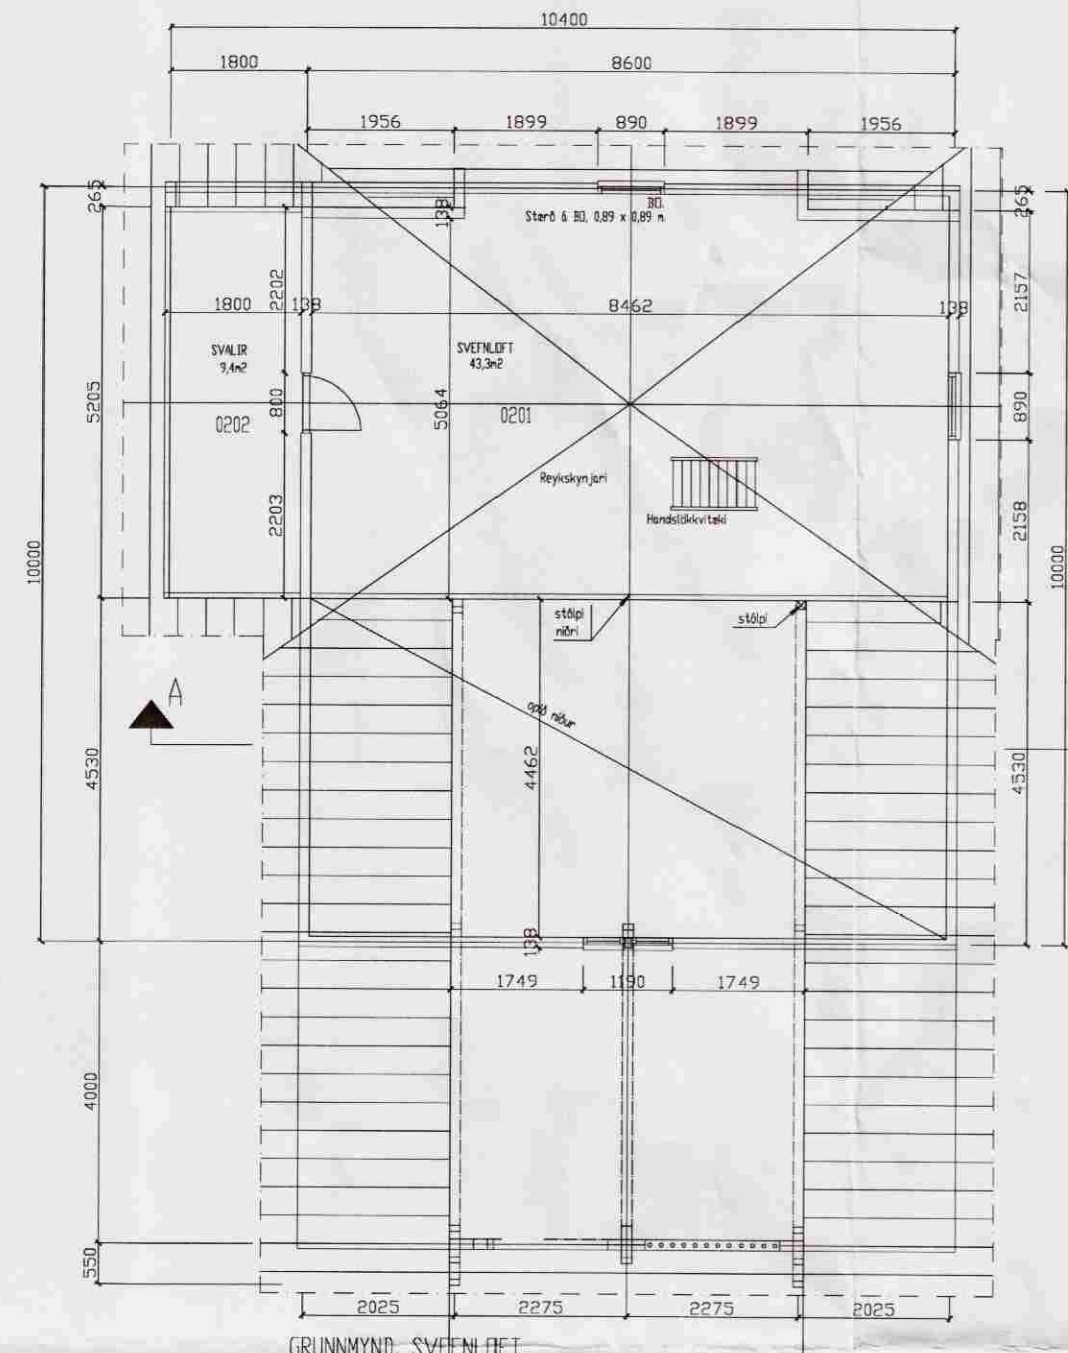 10400
1800
8600
1956
1899
890
1899
1956
265
265
138
BO.
Stærð á BO. 0,89 x 0,89 m
2202
2157
1800
138
8462
138
SVALIR
9,4m2
SVEFNLOFT
43,3m2
5205
800
5064
890
0202
0201
Reykskynjari
2203
Handslökkvitæki
2158
10000
10000
stólpi
niðri
stólpi
A
opið niður
4530
4462
4530
138
1749
1190
1749
4000
550
2025
2275
2275
2025
GRUNNMYND SVEFNLOFT